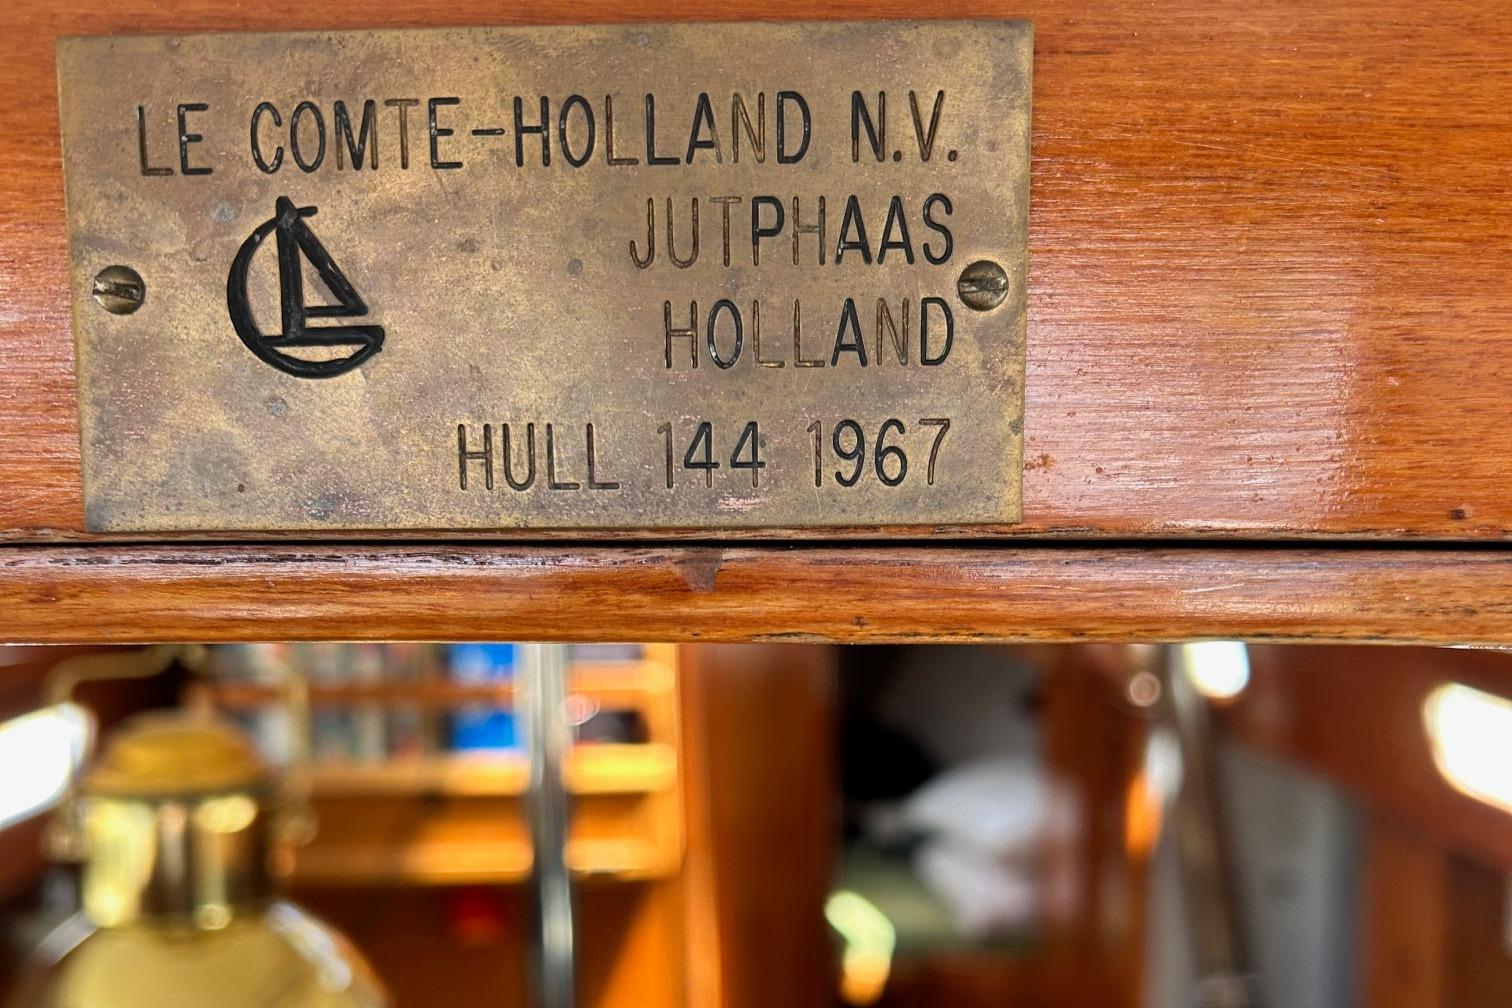 LE COMTE-HOLLAND N.V.
JUTPHAAS
HOLLAND
HULL 144 1967